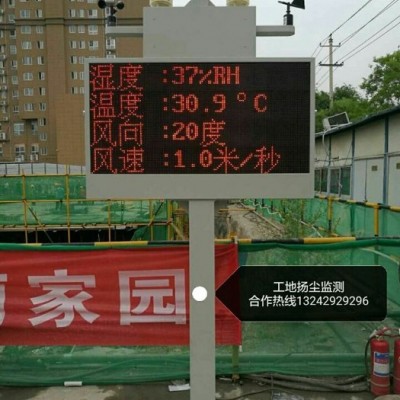 湿度 :37%RH
温度 :30.9°C
风向 :20度
风速 :1.0米/秒
家园
工地扬尘监测
合作热线13242929296